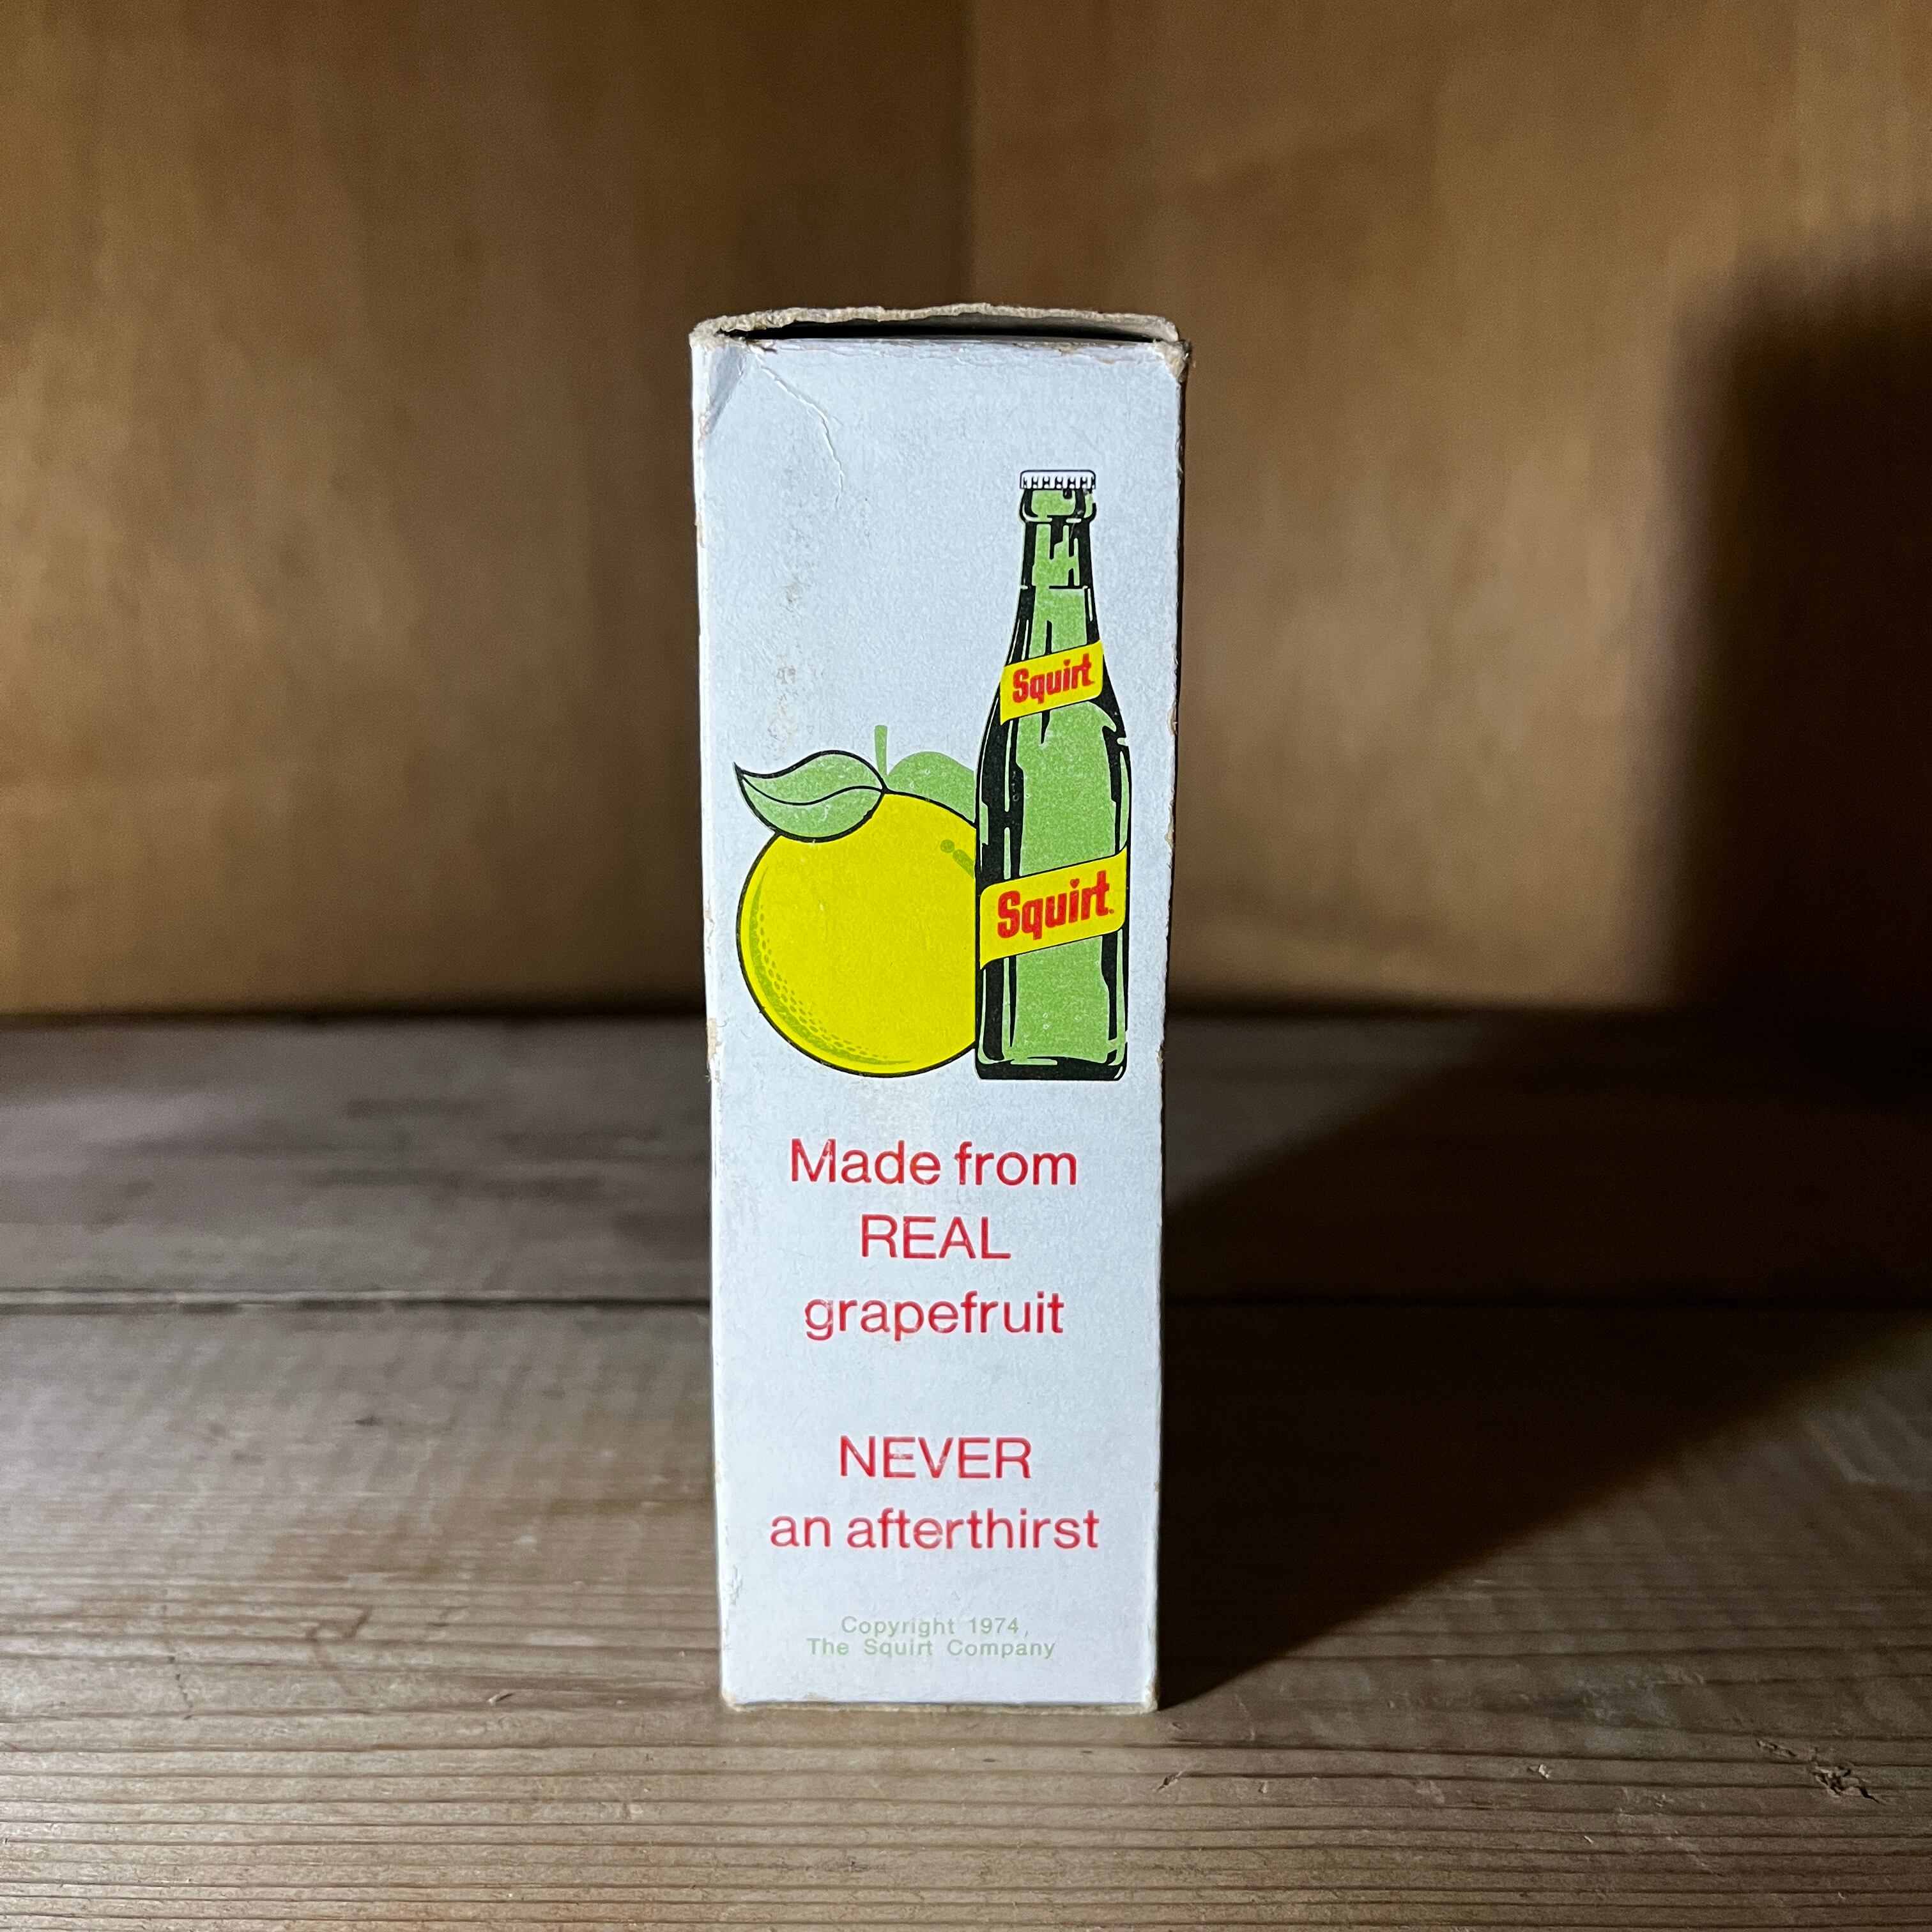 Squirt
Squirt
Made from
REAL
grapefruit
NEVER
an afterthirst
Copyright 1974,
The Squirt Company